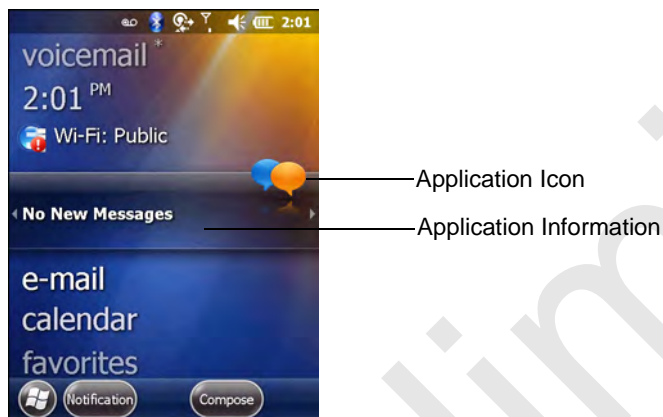 2:01
voicemail *
2:01 PM
Wi-Fi: Public
Application Icon
No New Messages
Application Information
e-mail
calendar
favorites
Notification
Compose